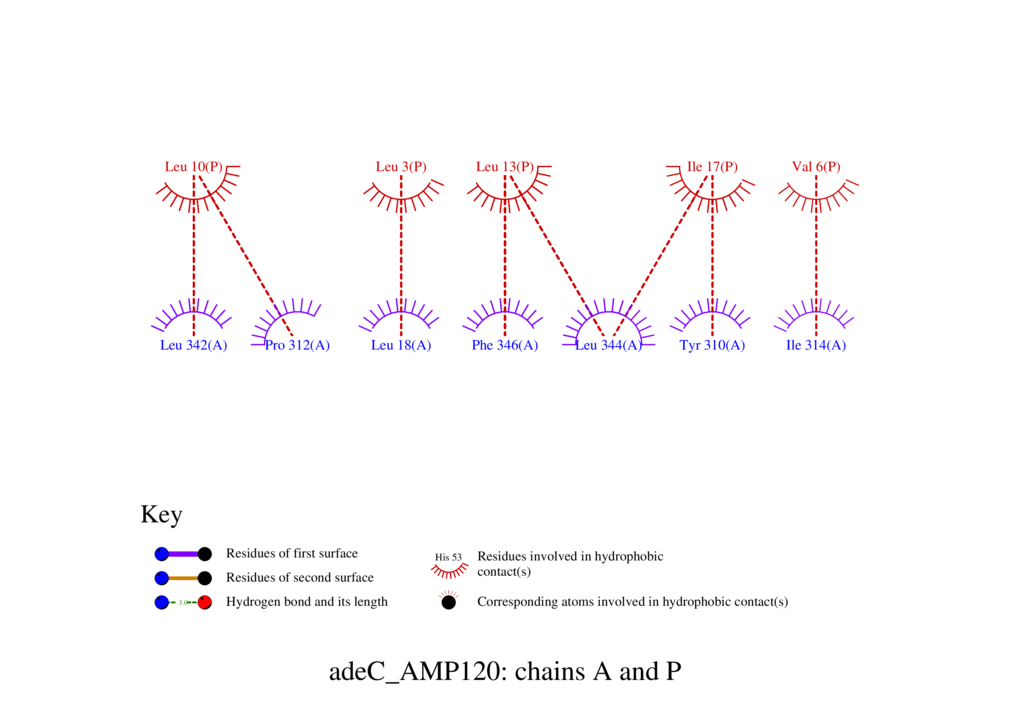 Leu 10(P) Leu 3(P) Leu 13(P) Ile 17(P) Val 6(P)
Leu 342(A) Pro 312(A) Leu 18(A) Phe 346(A) Leu 344(A) Tyr 310(A) Ile 314(A)
Key
Residues of first surface
Residues of second surface
3.0
Hydrogen bond and its length
His 53
Residues involved in hydrophobic
contact(s)
Corresponding atoms involved in hydrophobic contact(s)
adeC_AMP120: chains A and P